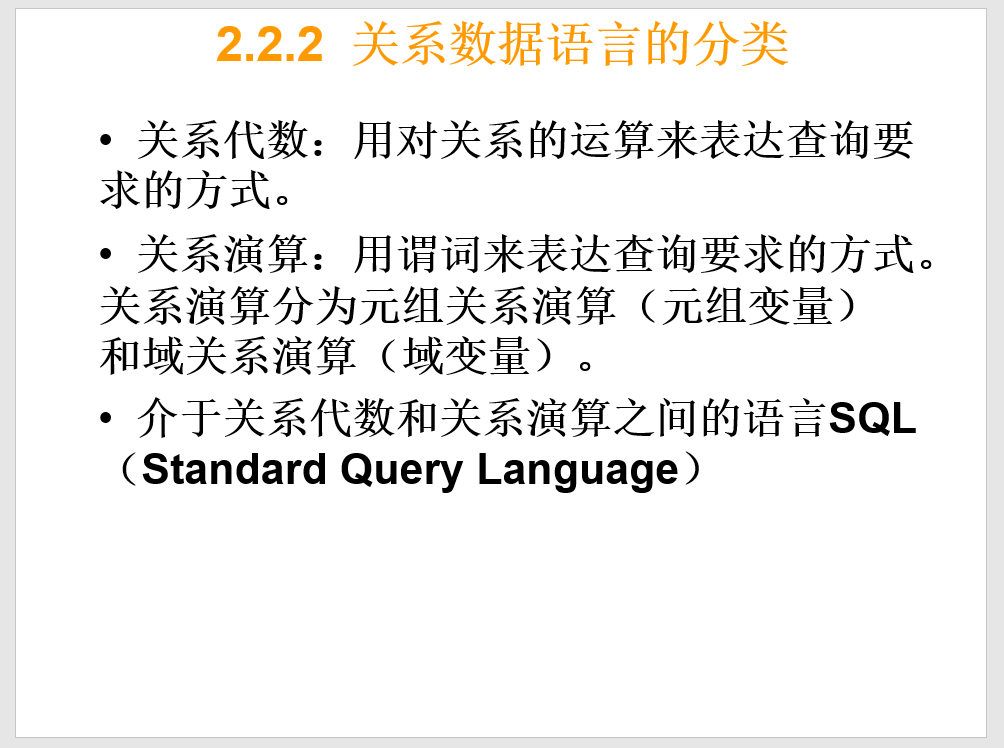 2.2.2 关系数据语言的分类
• 关系代数：用对关系的运算来表达查询要
求的方式。
• 关系演算：用谓词来表达查询要求的方式。
关系演算分为元组关系演算（元组变量）
和域关系演算（域变量）。
• 介于关系代数和关系演算之间的语言SQL
（Standard Query Language）